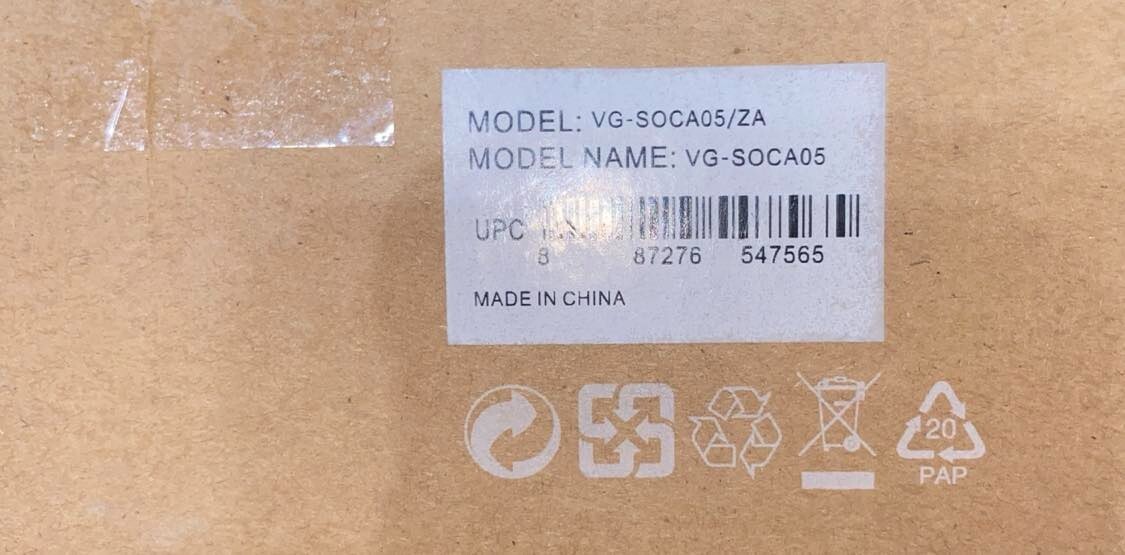 MODEL: VG-SOCA05/ZA
MODEL NAME: VG-SOCA05
UPC
8 87276 547565
MADE IN CHINA
20
PAP